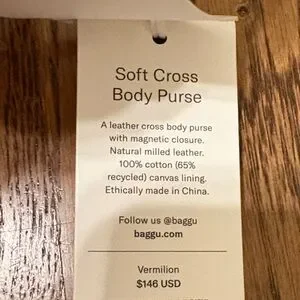 Soft Cross
Body Purse
A leather cross body purse
with magnetic closure.
Natural milled leather.
100% cotton (65%
recycled) canvas lining.
Ethically made in China.
Follow us @baggu
baggu.com
Vermilion
$146 USD